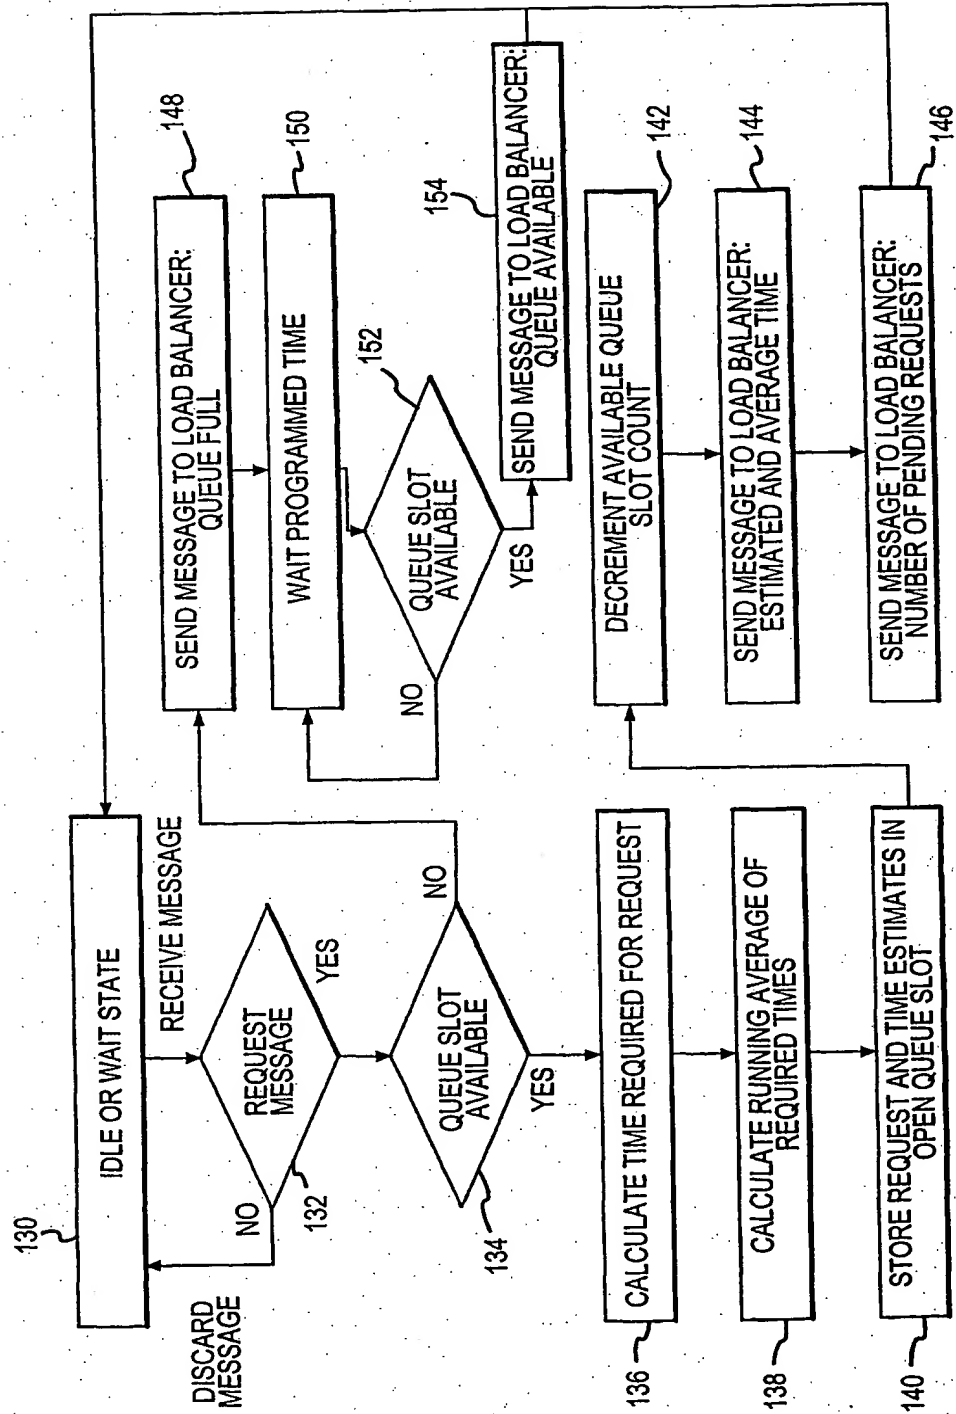 130
IDLE OR WAIT STATE
RECEIVE MESSAGE
DISCARD
MESSAGE
NO
REQUEST
MESSAGE
YES
132
QUEUE SLOT
AVAILABLE
NO
YES
134
136
CALCULATE TIME REQUIRED FOR REQUEST
138
CALCULATE RUNNING AVERAGE OF
REQUIRED TIMES
140
STORE REQUEST AND TIME ESTIMATES IN
OPEN QUEUE SLOT
148
SEND MESSAGE TO LOAD BALANCER:
QUEUE FULL
150
WAIT PROGRAMMED TIME
152
QUEUE SLOT
AVAILABLE
NO
YES
154
SEND MESSAGE TO LOAD BALANCER:
QUEUE AVAILABLE
142
DECREMENT AVAILABLE QUEUE
SLOT COUNT
144
SEND MESSAGE TO LOAD BALANCER:
ESTIMATED AND AVERAGE TIME
146
SEND MESSAGE TO LOAD BALANCER:
NUMBER OF PENDING REQUESTS